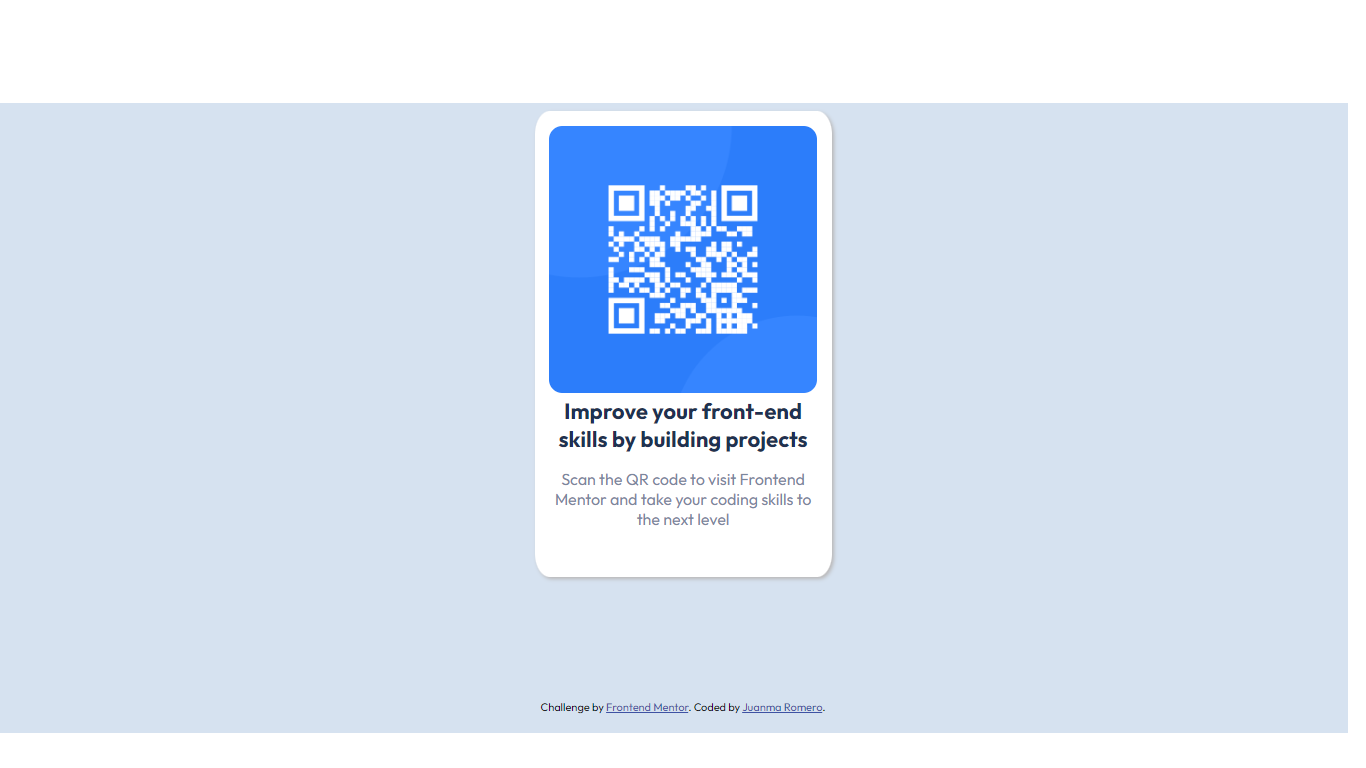 Improve your front-end
skills by building projects
Scan the QR code to visit Frontend
Mentor and take your coding skills to
the next level
Challenge by Frontend Mentor. Coded by Juanma Romero.